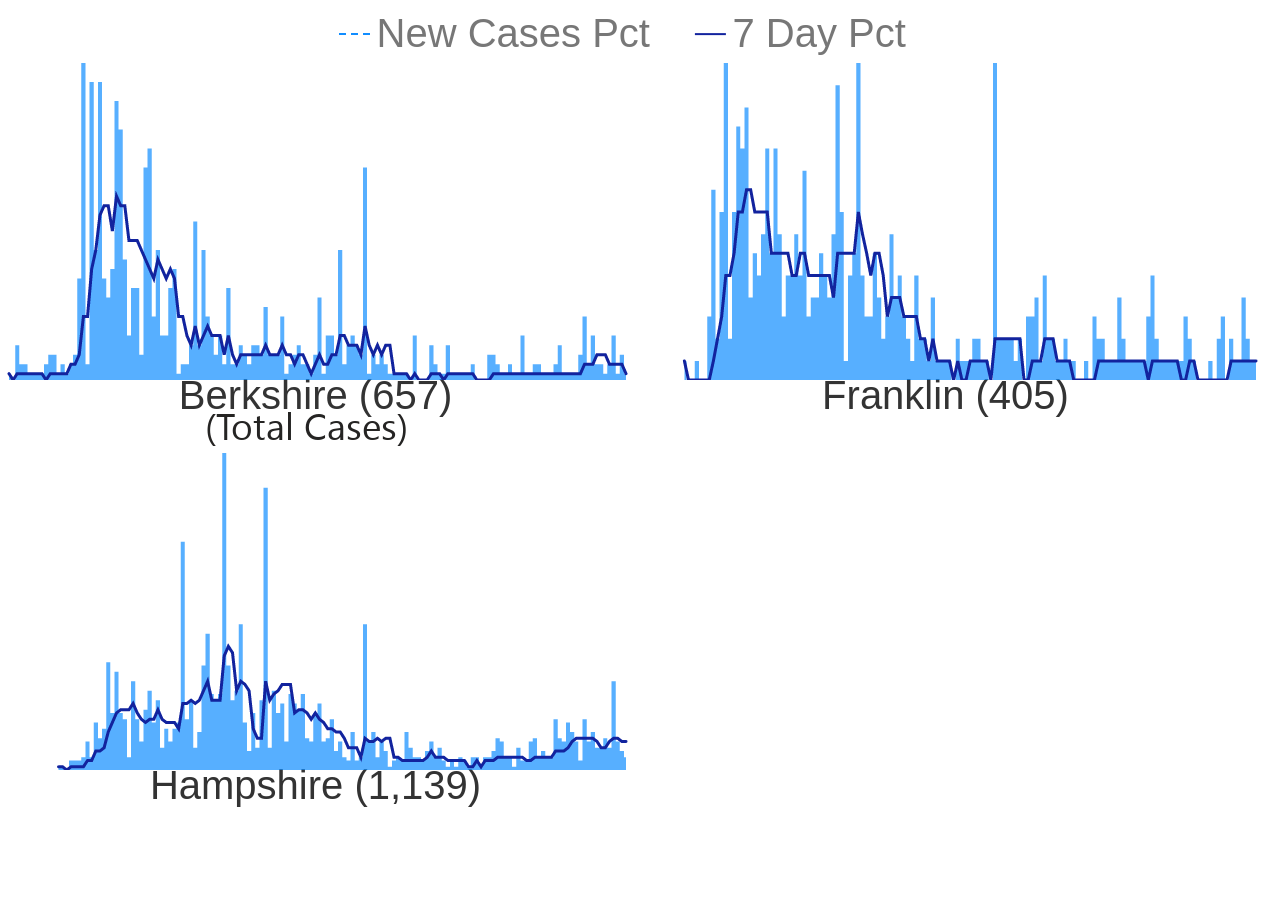 New Cases Pct 7 Day Pct
Berkshire (657) Franklin (405)
(Total Cases)
Hampshire (1,139)